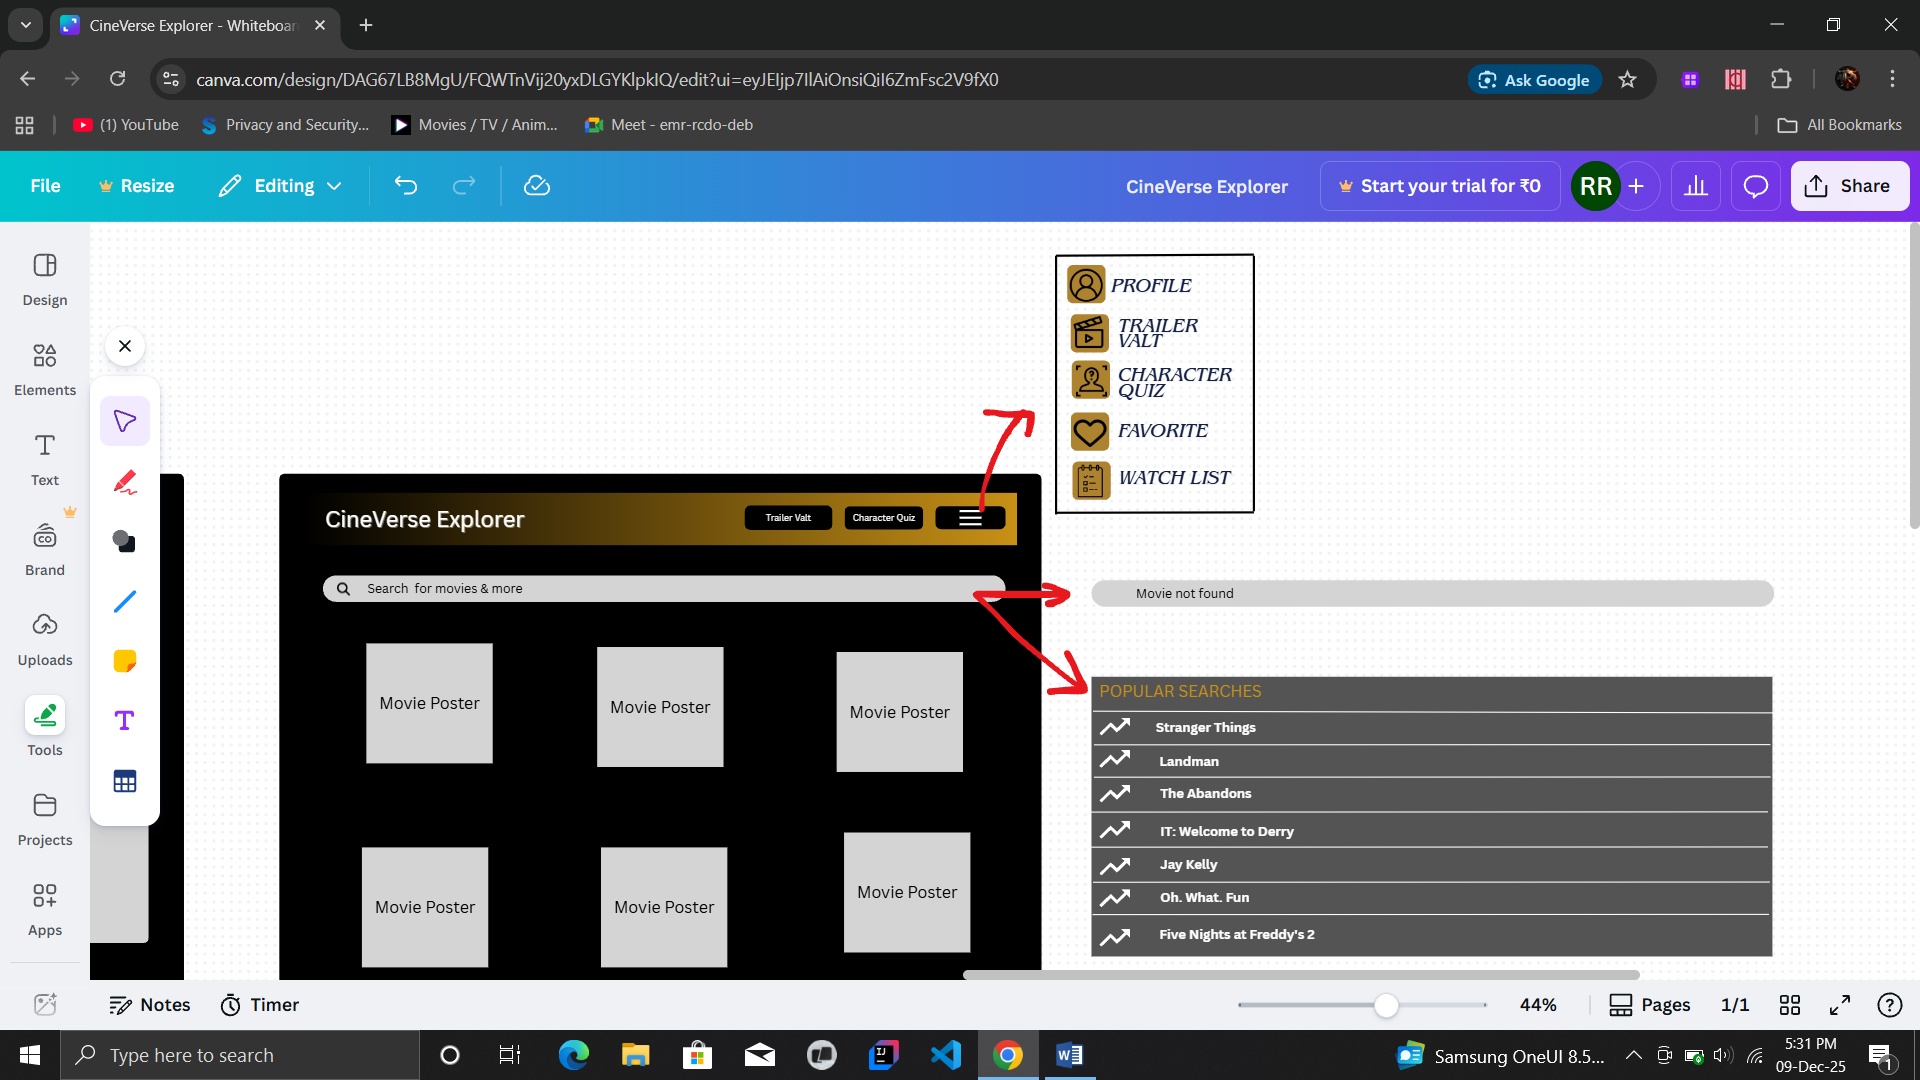 CineVerse Explorer - Whiteboar
canva.com/design/DAG67LB8MgU/FQWTnVij20yxDLGYKlpkIQ/edit?ui=eyJEIjp7IlAiOnsiQiI6ZmFsc2V9fX0
Ask Google
(1) YouTube
Privacy and Security...
Movies / TV / Anim...
Meet - emr-rcdo-deb
All Bookmarks
File
Resize
Editing
CineVerse Explorer
Start your trial for ₹0
RR
Share
Design
Elements
Text
Brand
Uploads
Tools
Projects
Apps
PROFILE
TRAILER
VALT
CHARACTER
QUIZ
FAVORITE
WATCH LIST
CineVerse Explorer
Trailer Valt
Character Quiz
Search for movies & more
Movie Poster
Movie Poster
Movie Poster
Movie Poster
Movie Poster
Movie Poster
Movie not found
POPULAR SEARCHES
Stranger Things
Landman
The Abandons
IT: Welcome to Derry
Jay Kelly
Oh. What. Fun
Five Nights at Freddy's 2
Notes
Timer
44%
Pages
1/1
Type here to search
Samsung OneUI 8.5...
5:31 PM
09-Dec-25
1